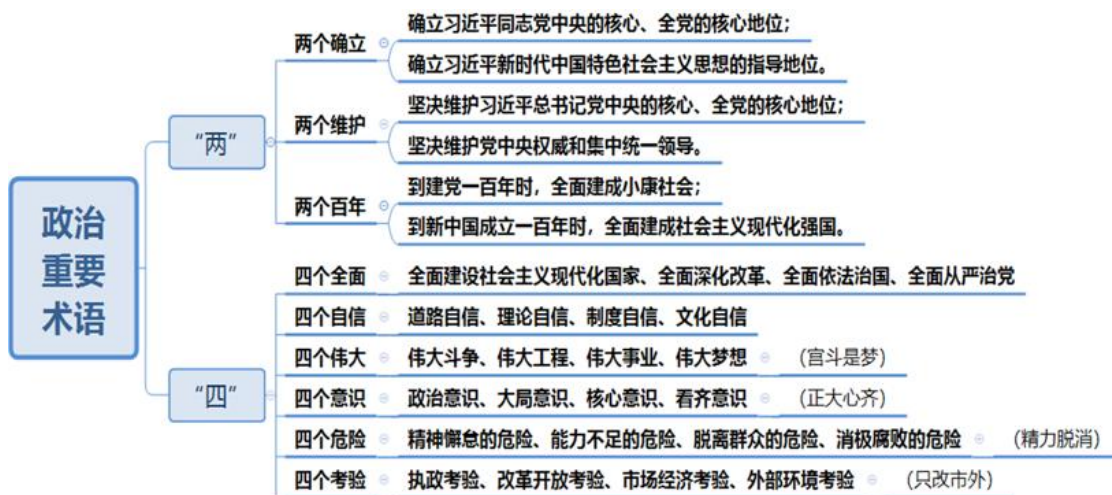 政治
重要
术语
“两”
两个确立
确立习近平同志党中央的核心、全党的核心地位；
确立习近平新时代中国特色社会主义思想的指导地位。
两个维护
坚决维护习近平总书记党中央的核心、全党的核心地位；
坚决维护党中央权威和集中统一领导。
两个百年
到建党一百年时，全面建成小康社会；
到新中国成立一百年时，全面建成社会主义现代化强国。
“四”
四个全面 全面建设社会主义现代化国家、全面深化改革、全面依法治国、全面从严治党
四个自信 道路自信、理论自信、制度自信、文化自信
四个伟大 伟大斗争、伟大工程、伟大事业、伟大梦想 （宫斗是梦）
四个意识 政治意识、大局意识、核心意识、看齐意识 （正大心齐）
四个危险 精神懈怠的危险、能力不足的危险、脱离群众的危险、消极腐败的危险 （精力脱消）
四个考验 执政考验、改革开放考验、市场经济考验、外部环境考验 （只改市外）